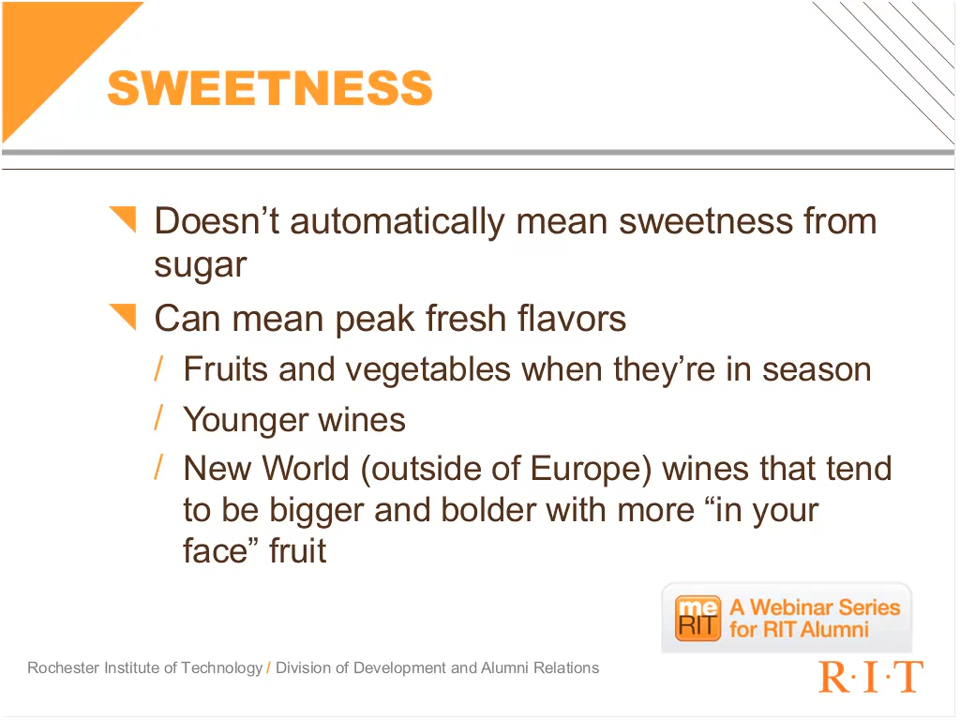 SWEETNESS
Doesn’t automatically mean sweetness from
sugar
Can mean peak fresh flavors
/ Fruits and vegetables when they’re in season
/ Younger wines
/ New World (outside of Europe) wines that tend
to be bigger and bolder with more “in your
face” fruit
me
RIT
A Webinar Series
for RIT Alumni
Rochester Institute of Technology / Division of Development and Alumni Relations
R·I·T